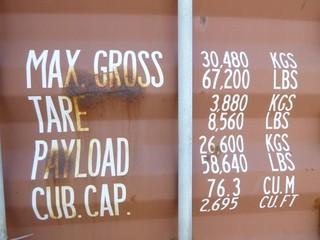 MAX. GROSS 30,480 KGS
67,200 LBS
TARE 3,880 KGS
8,560 LBS
PAYLOAD 26,600 KGS
58,640 LBS
CUB. CAP. 76.3 CU.M
2,695 CU.FT